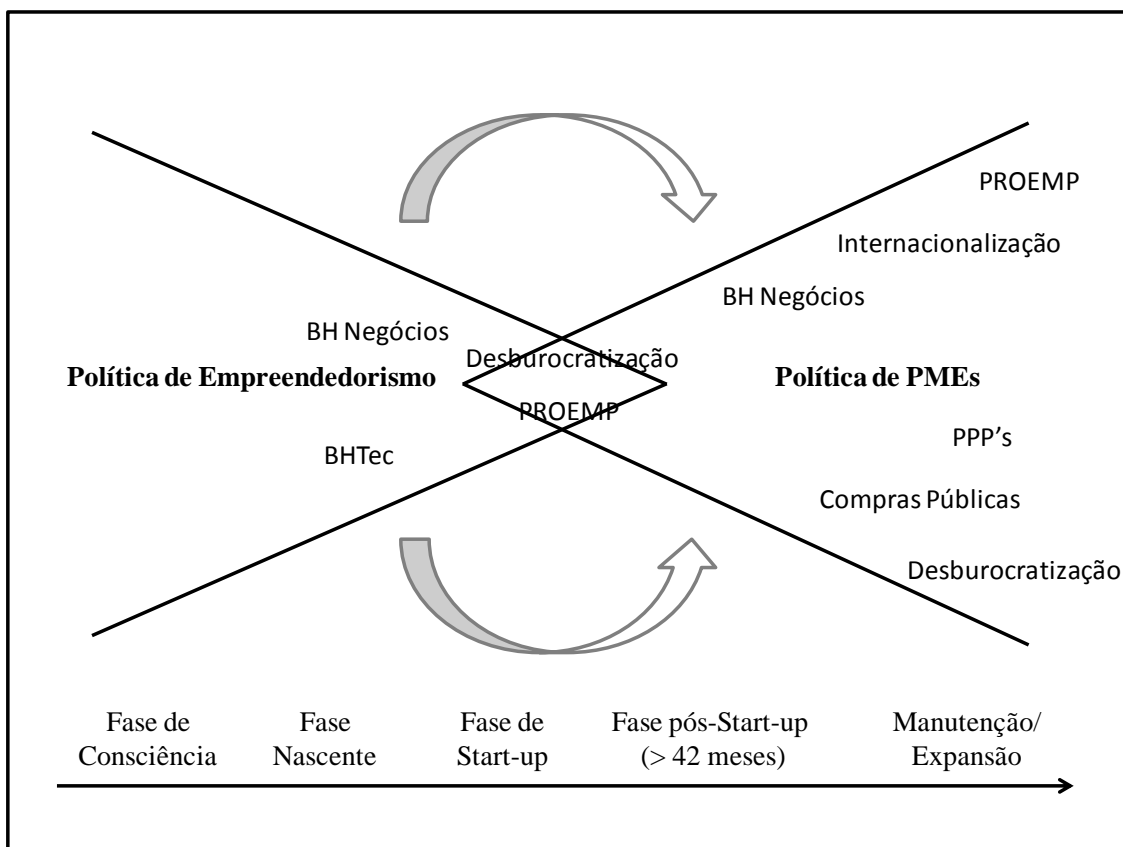 PROEMP
Internacionalização
BH Negócios
BH Negócios
Desburocratização
Política de Empreendedorismo
Política de PMEs
PROEMP
PPP's
BHTec
Compras Públicas
Desburocratização
Fase de
Consciência
Fase
Nascente
Fase de
Start-up
Fase pós-Start-up
(> 42 meses)
Manutenção/
Expansão